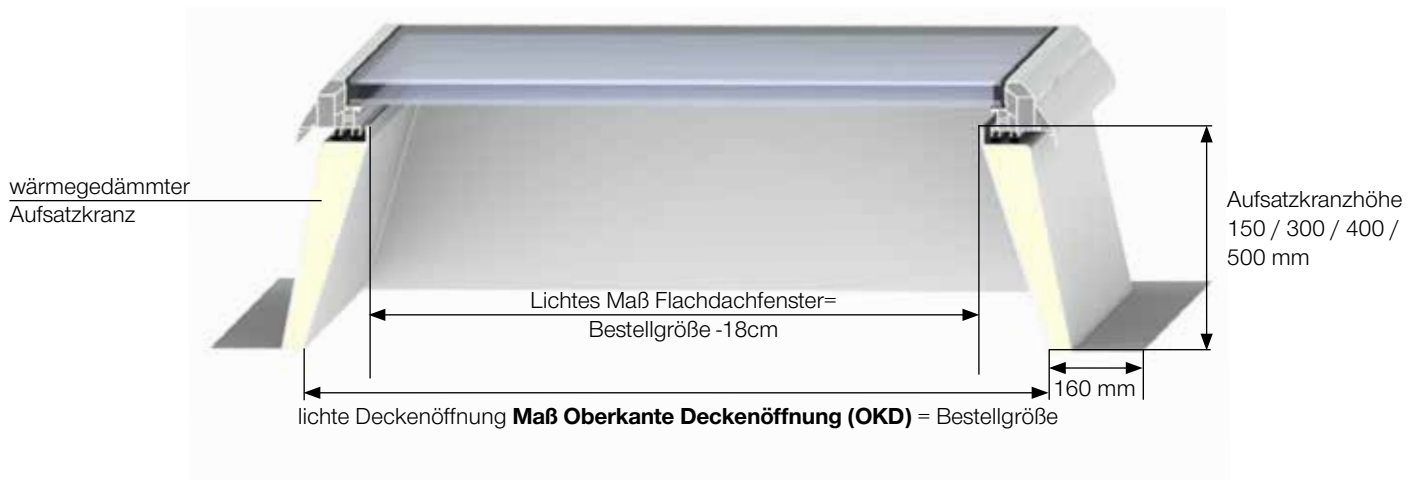 wärmegedämmter
Aufsatzkranz
Aufsatzkranzhöhe
150 / 300 / 400 /
500 mm
Lichtes Maß Flachdachfenster=
Bestellgröße -18cm
160 mm
lichte Deckenöffnung Maß Oberkante Deckenöffnung (OKD) = Bestellgröße